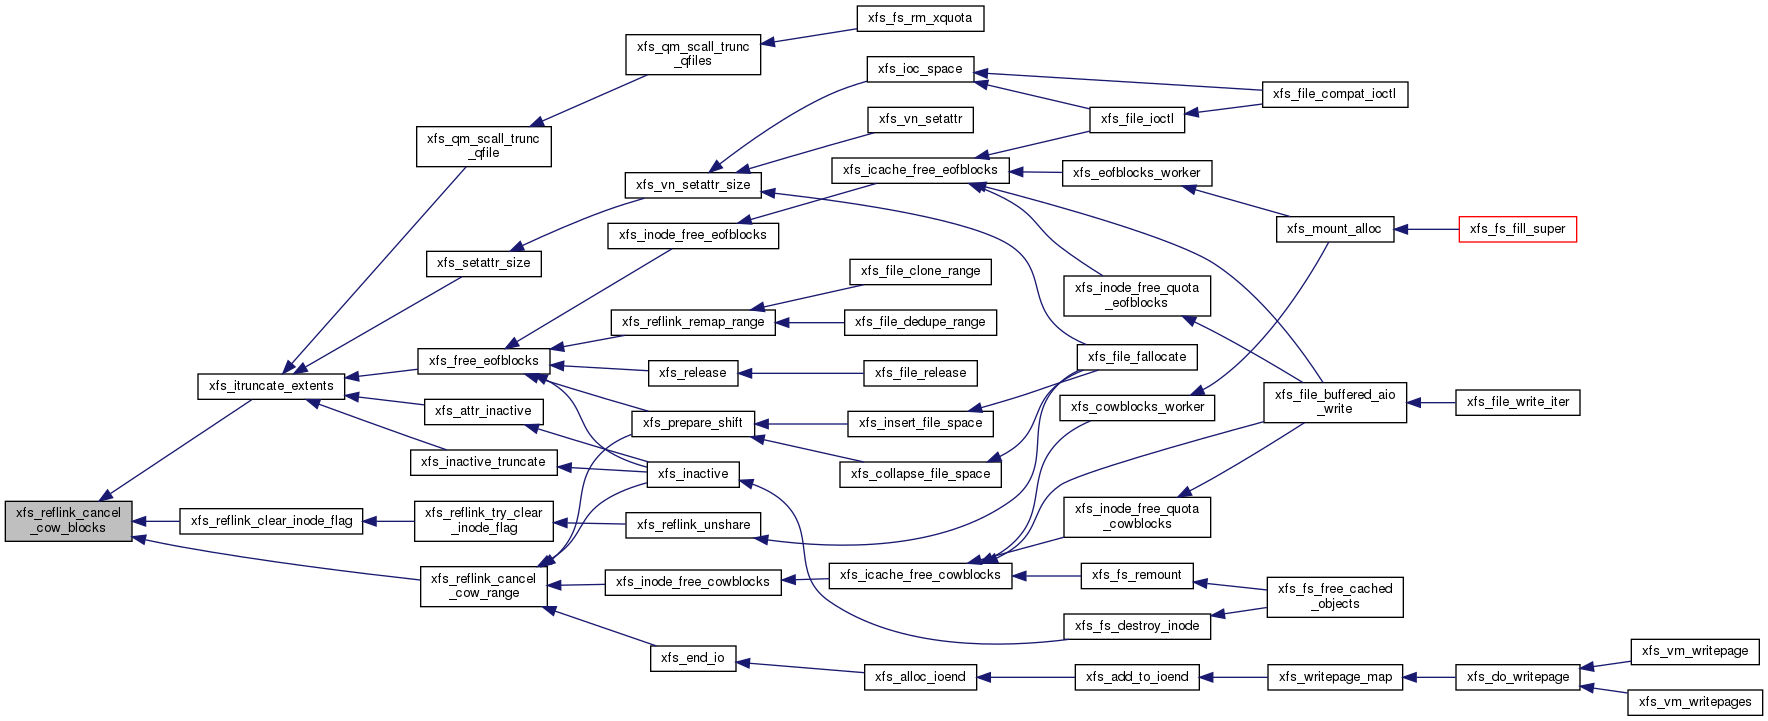 xfs_fs_rm_xquota
xfs_qm_scall_trunc
_qfiles
xfs_ioc_space
xfs_file_compat_ioctl
xfs_vn_setattr
xfs_file_ioctl
xfs_qm_scall_trunc
_qfile
xfs_icache_free_eofblocks
xfs_eofblocks_worker
xfs_vn_setattr_size
xfs_inode_free_eofblocks
xfs_mount_alloc
xfs_fs_fill_super
xfs_setattr_size
xfs_file_clone_range
xfs_inode_free_quota
_eofblocks
xfs_reflink_remap_range
xfs_file_dedupe_range
xfs_free_eofblocks
xfs_file_fallocate
xfs_release
xfs_file_release
xfs_itruncate_extents
xfs_file_buffered_aio
_write
xfs_file_write_iter
xfs_attr_inactive
xfs_cowblocks_worker
xfs_prepare_shift
xfs_insert_file_space
xfs_inactive_truncate
xfs_inactive
xfs_collapse_file_space
xfs_reflink_cancel
_cow_blocks
xfs_reflink_clear_inode_flag
xfs_reflink_try_clear
_inode_flag
xfs_reflink_unshare
xfs_inode_free_quota
_cowblocks
xfs_reflink_cancel
_cow_range
xfs_inode_free_cowblocks
xfs_icache_free_cowblocks
xfs_fs_remount
xfs_fs_free_cached
_objects
xfs_fs_destroy_inode
xfs_end_io
xfs_alloc_ioend
xfs_add_to_ioend
xfs_writepage_map
xfs_do_writepage
xfs_vm_writepage
xfs_vm_writepages